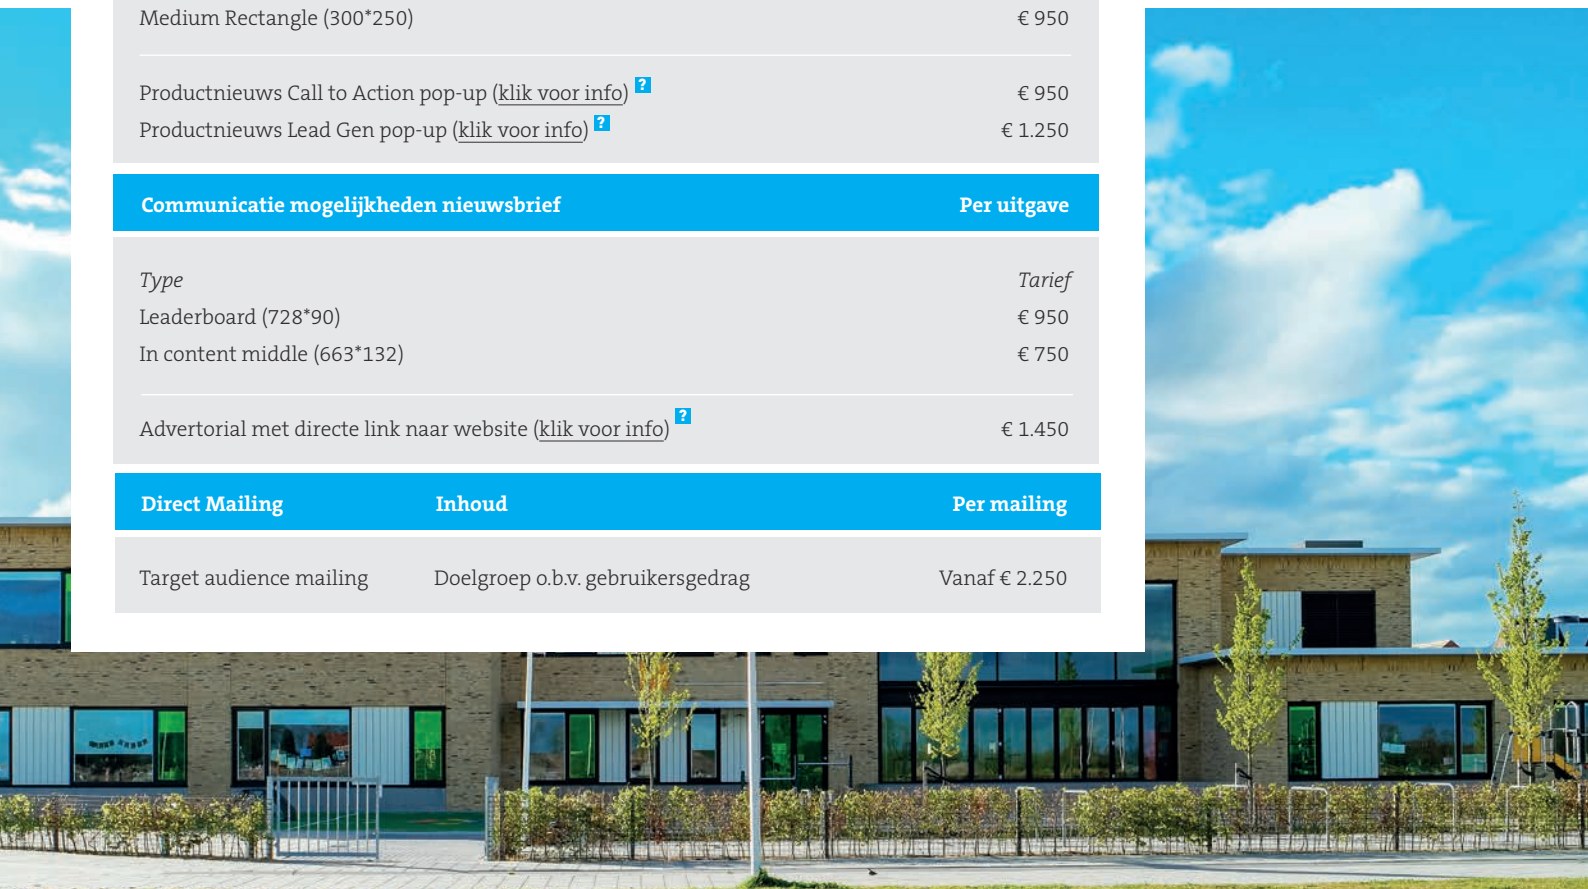 Medium Rectangle (300*250) € 950
Productnieuws Call to Action pop-up (klik voor info) ? € 950
Productnieuws Lead Gen pop-up (klik voor info) ? € 1.250
Communicatie mogelijkheden nieuwsbrief Per uitgave
Type Tarief
Leaderboard (728*90) € 950
In content middle (663*132) € 750
Advertorial met directe link naar website (klik voor info) ? € 1.450
Direct Mailing Inhoud Per mailing
Target audience mailing Doelgroep o.b.v. gebruikersgedrag Vanaf € 2.250